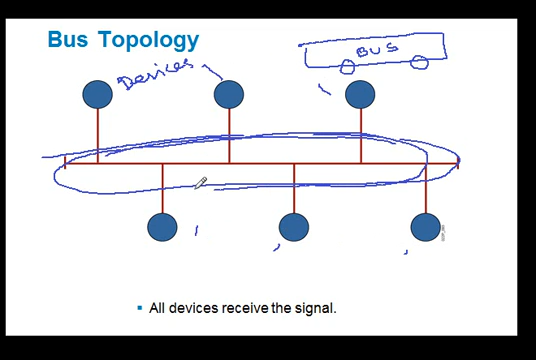 Bus Topology
BUS
Devices
All devices receive the signal.